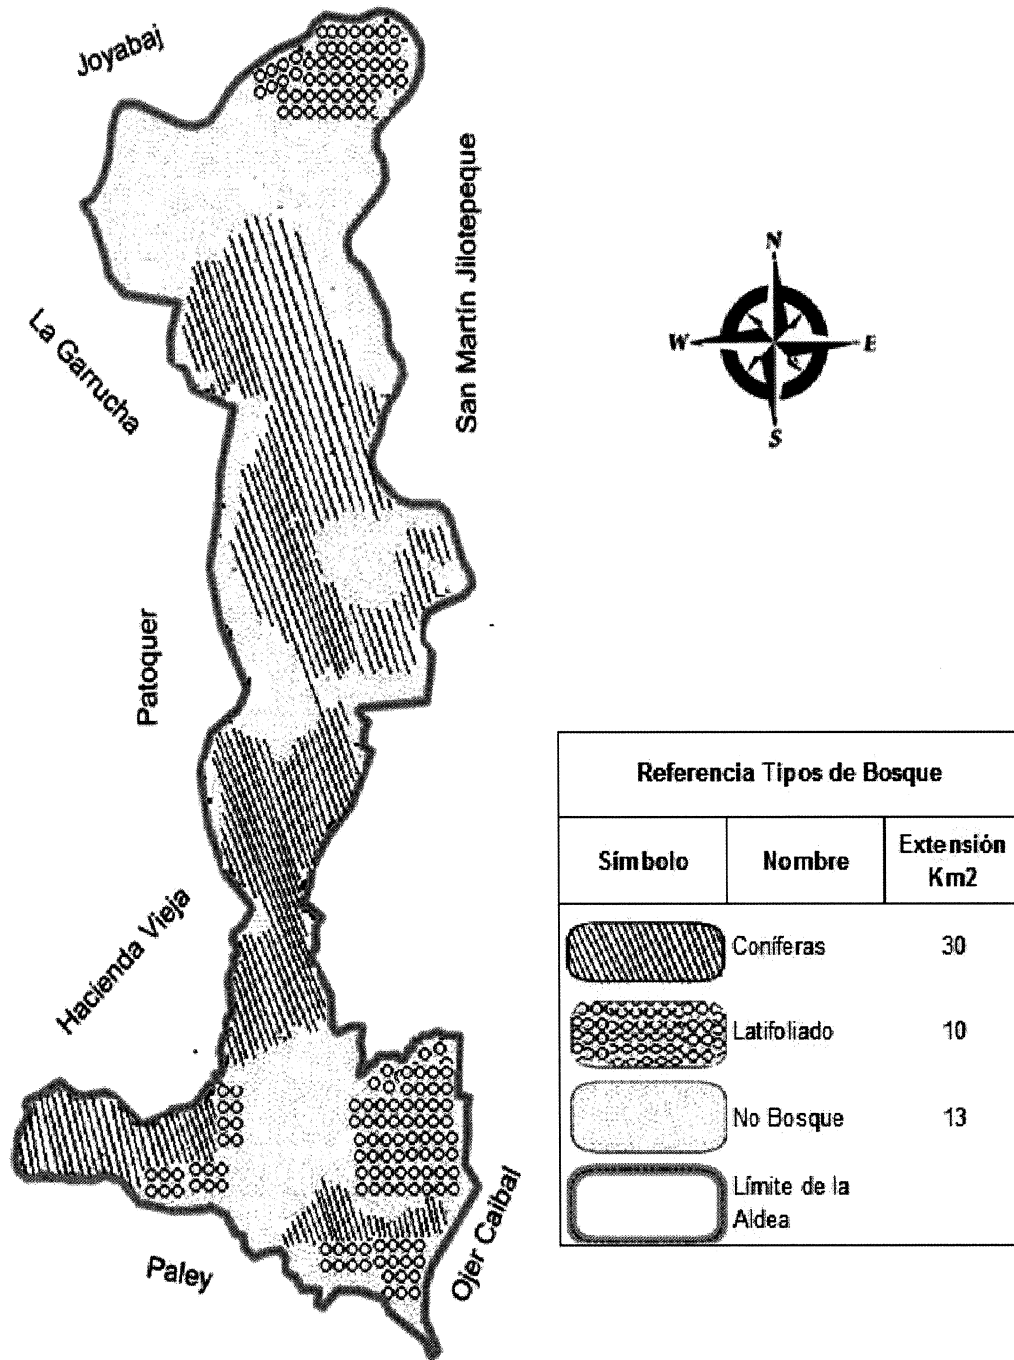 Joyabaj
San Martín Jilotepeque
La Garrucha
Patoquer
Hacienda Vieja
Paley
Ojer Caibal
N
W
E
S
Referencia Tipos de Bosque
Símbolo
Nombre
Extensión
Km2
Coníferas
30
Latifoliado
10
No Bosque
13
Límite de la
Aldea